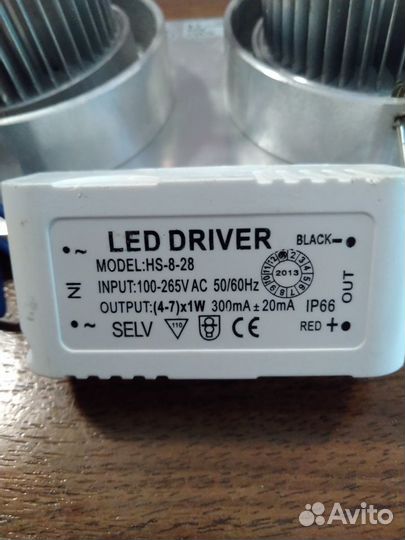 LED DRIVER
BLACK-
MODEL:HS-8-28
INPUT:100-265V AC 50/60Hz
2013
OUTPUT:(4-7)x1W 300mA±20mA IP66
SELV 110 CE RED+
IN
OUT
Avito